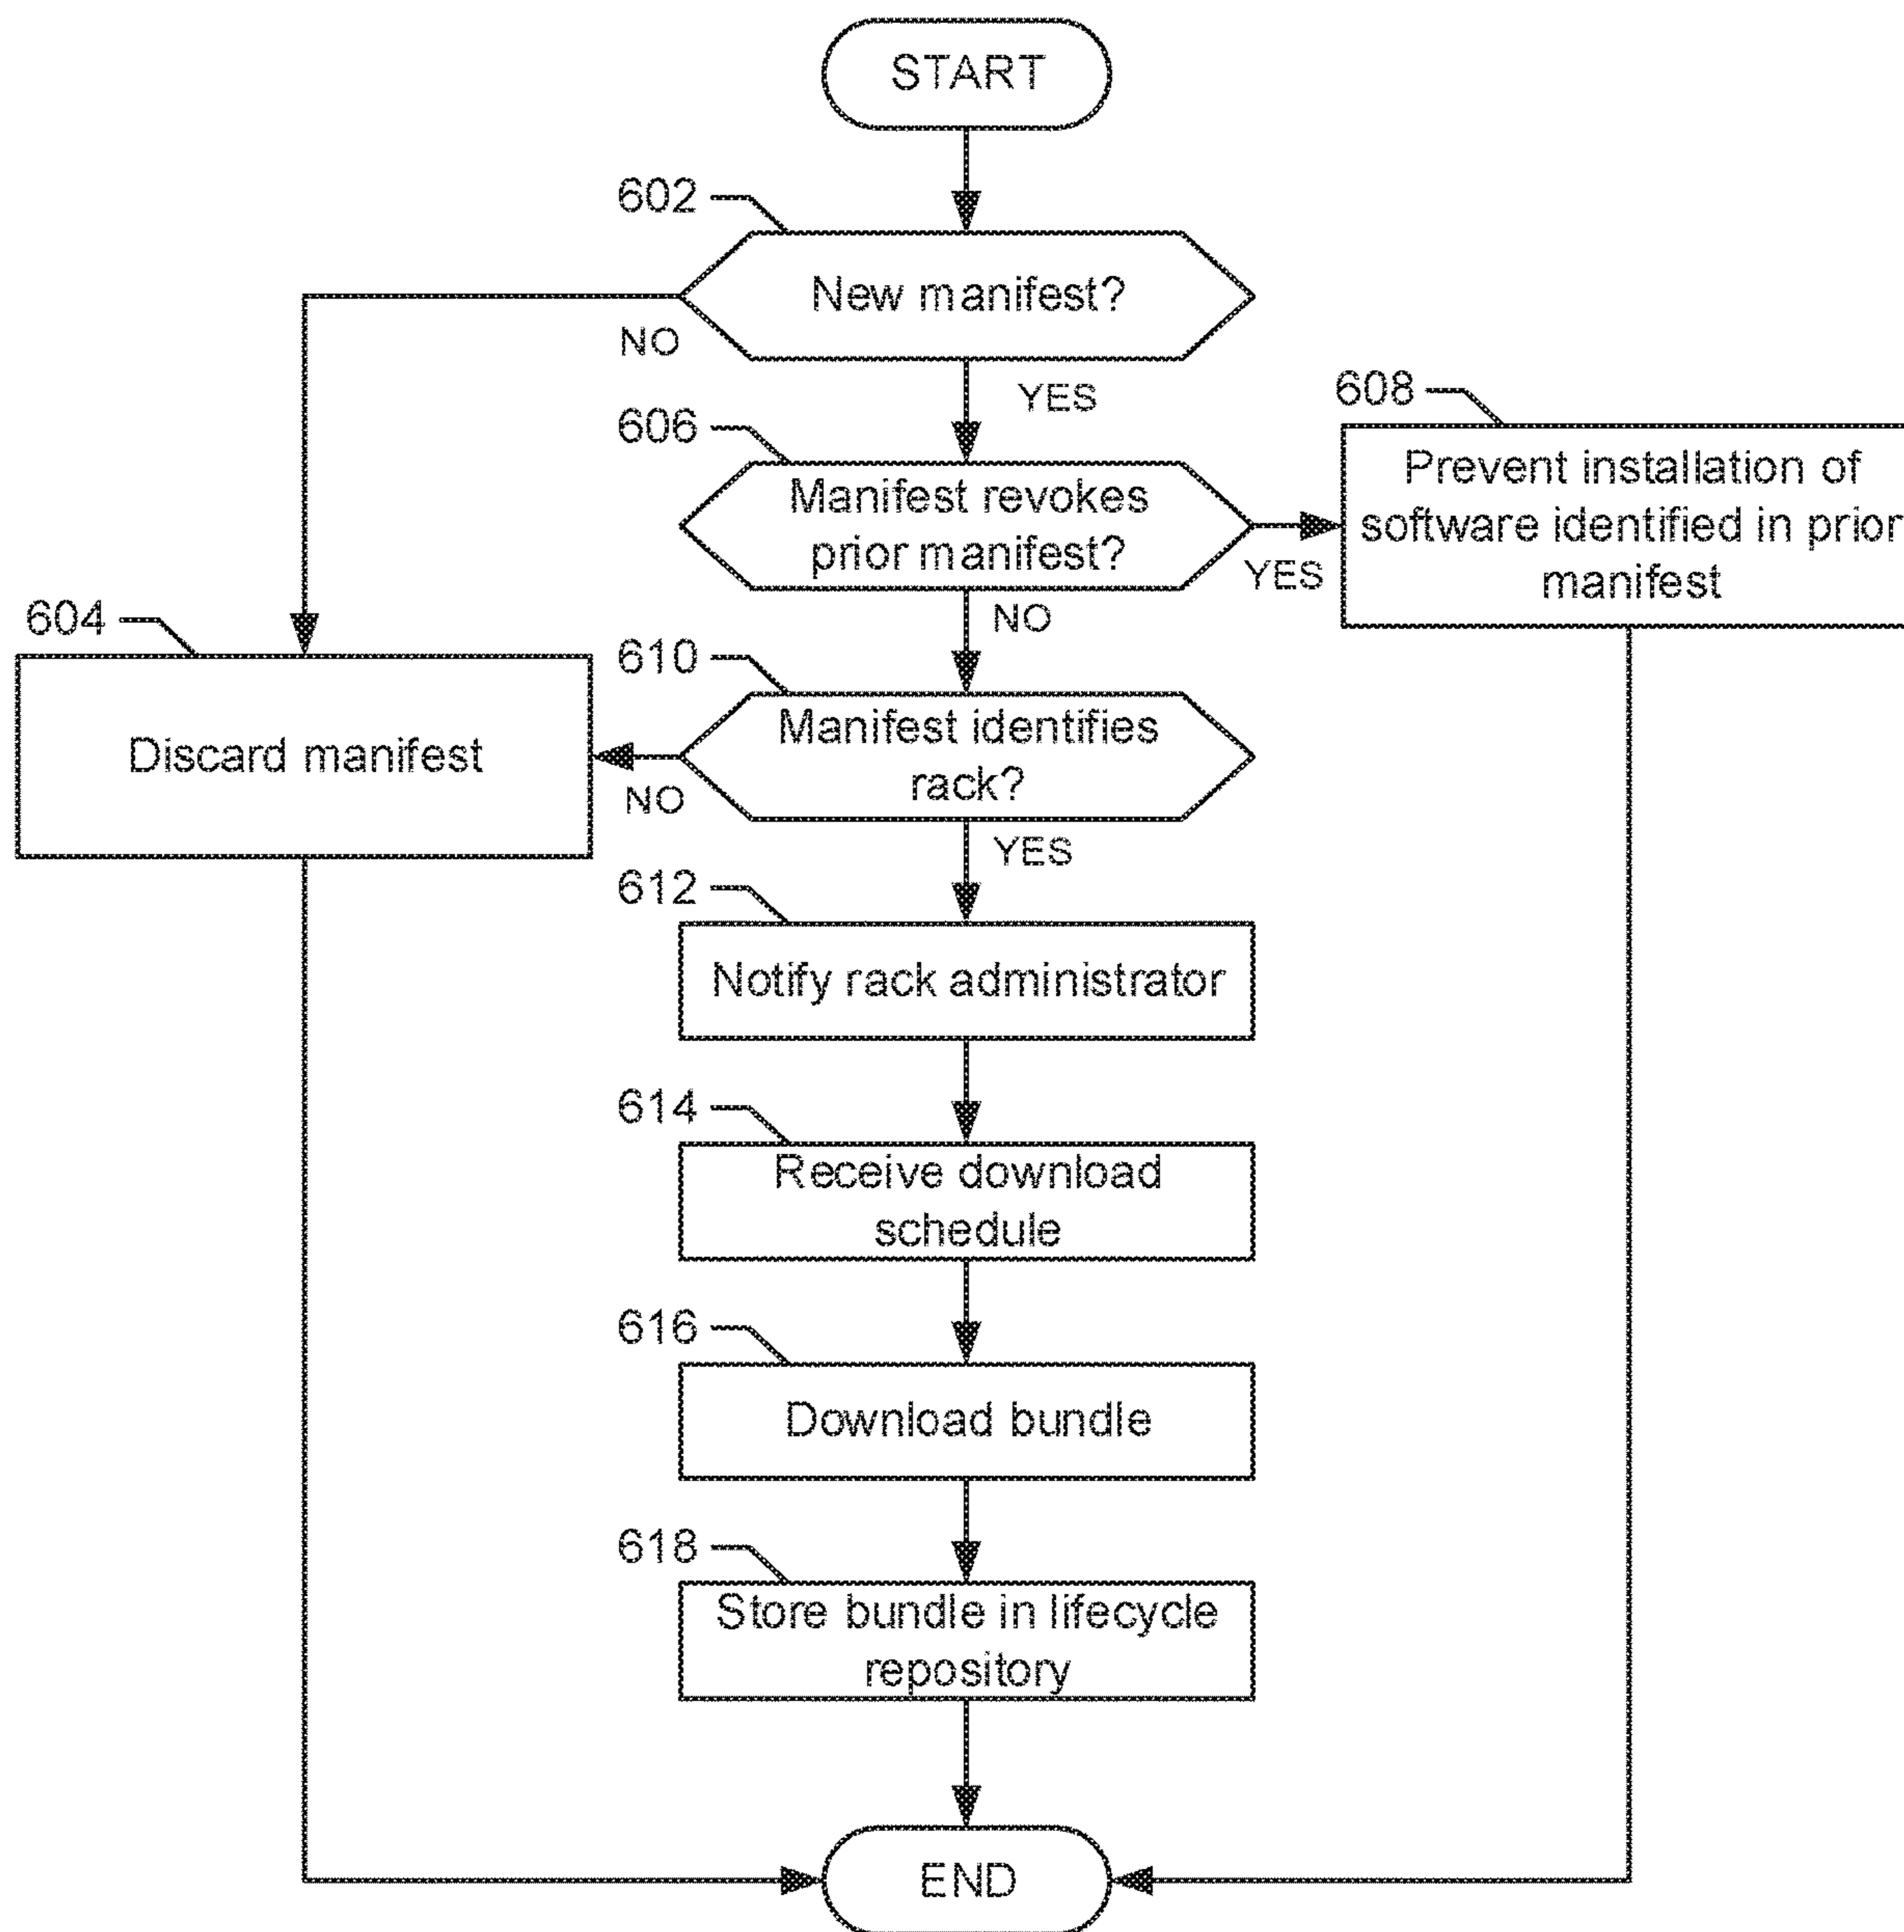 START
602
New manifest?
NO
YES
606
Manifest revokes
prior manifest?
YES
608
Prevent installation of
software identified in prior
manifest
NO
604
Discard manifest
610
Manifest identifies
rack?
NO
YES
612
Notify rack administrator
614
Receive download
schedule
616
Download bundle
618
Store bundle in lifecycle
repository
END